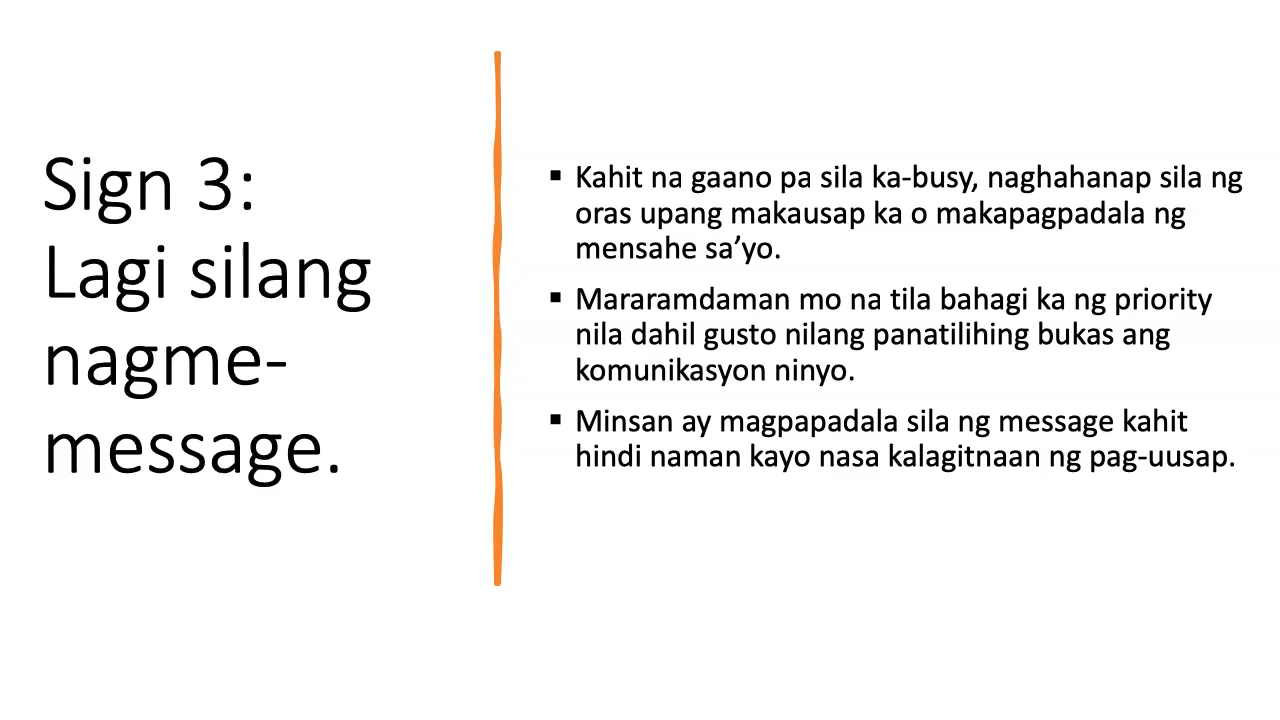 Sign 3:
Lagi silang
nagme-
message.
▪ Kahit na gaano pa sila ka-busy, naghahanap sila ng
oras upang makausap ka o makapagpadala ng
mensahe sa’yo.
▪ Mararamdaman mo na tila bahagi ka ng priority
nila dahil gusto nilang panatilihing bukas ang
komunikasyon ninyo.
▪ Minsan ay magpapadala sila ng message kahit
hindi naman kayo nasa kalagitnaan ng pag-uusap.